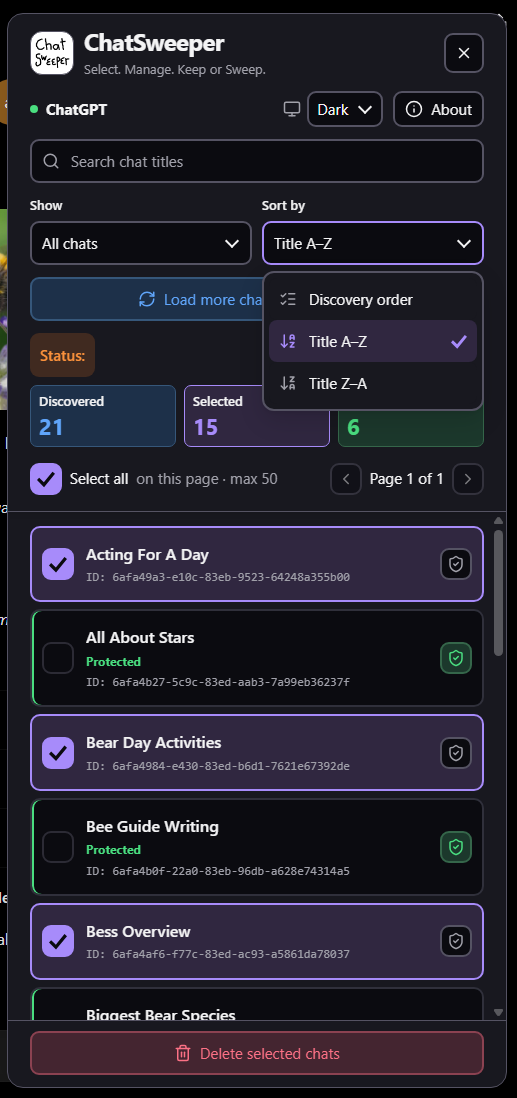 Chat
Sweeper
ChatSweeper
Select. Manage. Keep or Sweep.
ChatGPT
Dark
About
Search chat titles
Show
Sort by
All chats
Title A–Z
Load more cha
Discovery order
Title A–Z
Title Z–A
Status:
Discovered
21
Selected
15
6
Select all on this page · max 50
Page 1 of 1
Acting For A Day
ID: 6afa49a3-e10c-83eb-9523-64248a355b00
All About Stars
Protected
ID: 6afa4b27-5c9c-83ed-aab3-7a99eb36237f
Bear Day Activities
ID: 6afa4984-e430-83ed-b6d1-7621e67392de
Bee Guide Writing
Protected
ID: 6afa4b0f-22a0-83eb-96db-a628e74314a5
Bess Overview
ID: 6afa4af6-f77c-83ed-ac93-a5861da78037
Biggest Bear Species
Delete selected chats